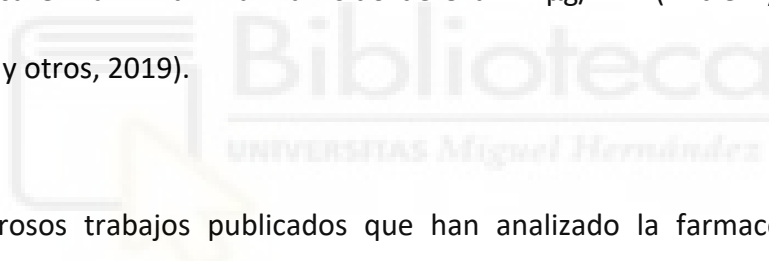 y otros, 2019).
Biblioteca
UNIVERSITAS Miguel Hernández
rosos trabajos publicados que han analizado la farmac